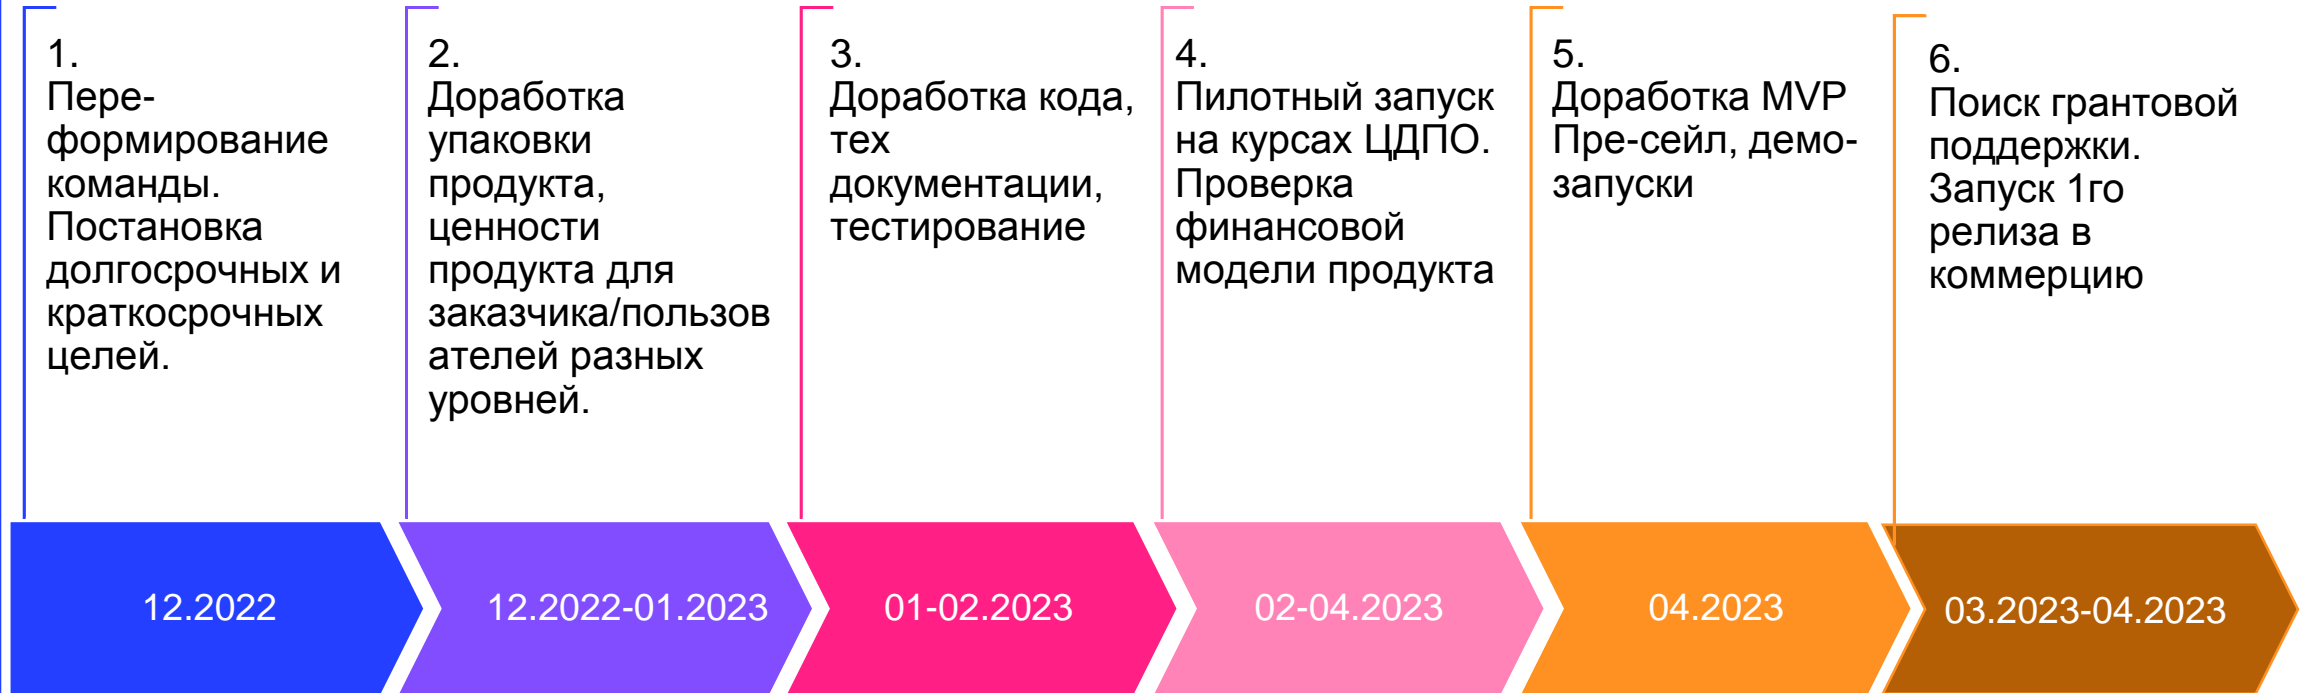 1.
Пере-
формирование
команды.
Постановка
долгосрочных и
краткосрочных
целей.
2.
Доработка
упаковки
продукта,
ценности
продукта для
заказчика/пользов
ателей разных
уровней.
3.
Доработка кода,
тех
документации,
тестирование
4.
Пилотный запуск
на курсах ЦДПО.
Проверка
финансовой
модели продукта
5.
Доработка MVP
Пре-сейл, демо-
запуски
6.
Поиск грантовой
поддержки.
Запуск 1го
релиза в
коммерцию
12.2022
12.2022-01.2023
01-02.2023
02-04.2023
04.2023
03.2023-04.2023